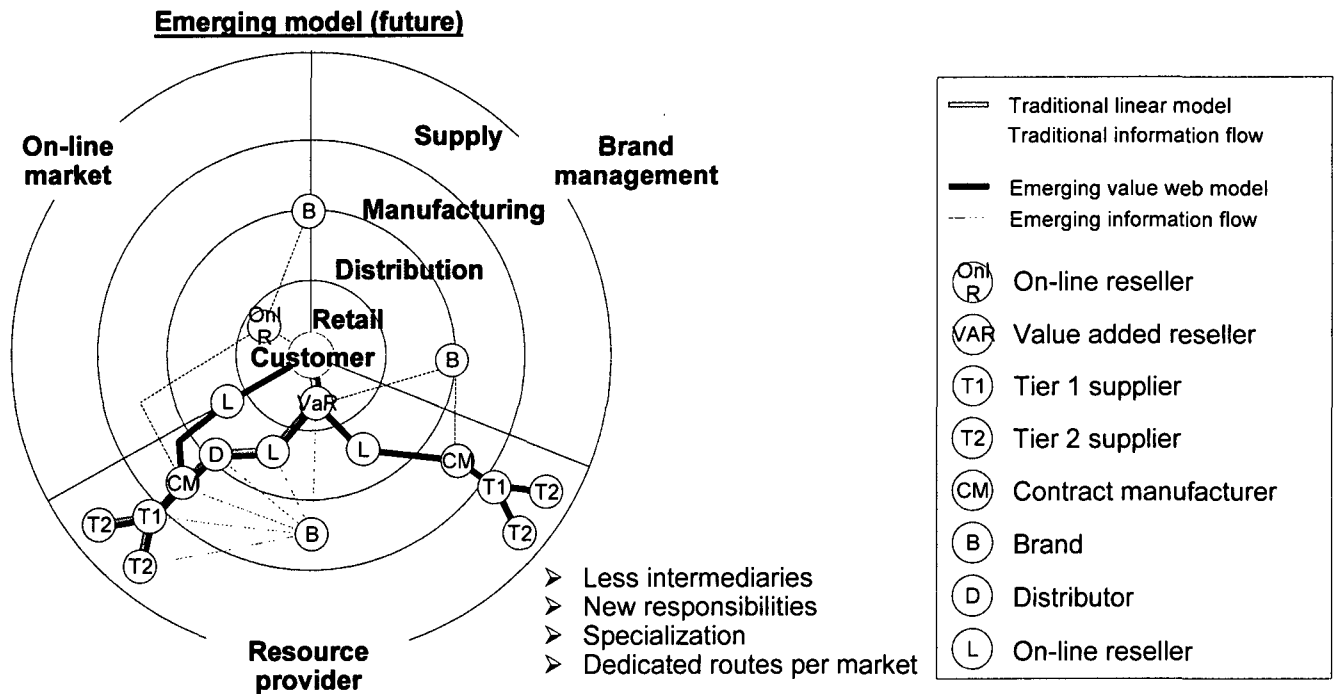 Emerging model (future)
On-line
market
Supply
Brand
management
Manufacturing
Distribution
Retail
Customer
B
Onl
R
B
L
VaR
D
L
L
CM
CM
T1
T2
T2
T1
T2
T2
B
Resource
provider
➢ Less intermediaries
➢ New responsibilities
➢ Specialization
➢ Dedicated routes per market
Traditional linear model
Traditional information flow
Emerging value web model
Emerging information flow
Onl
R
On-line reseller
VAR Value added reseller
T1 Tier 1 supplier
T2 Tier 2 supplier
CM Contract manufacturer
B Brand
D Distributor
L On-line reseller